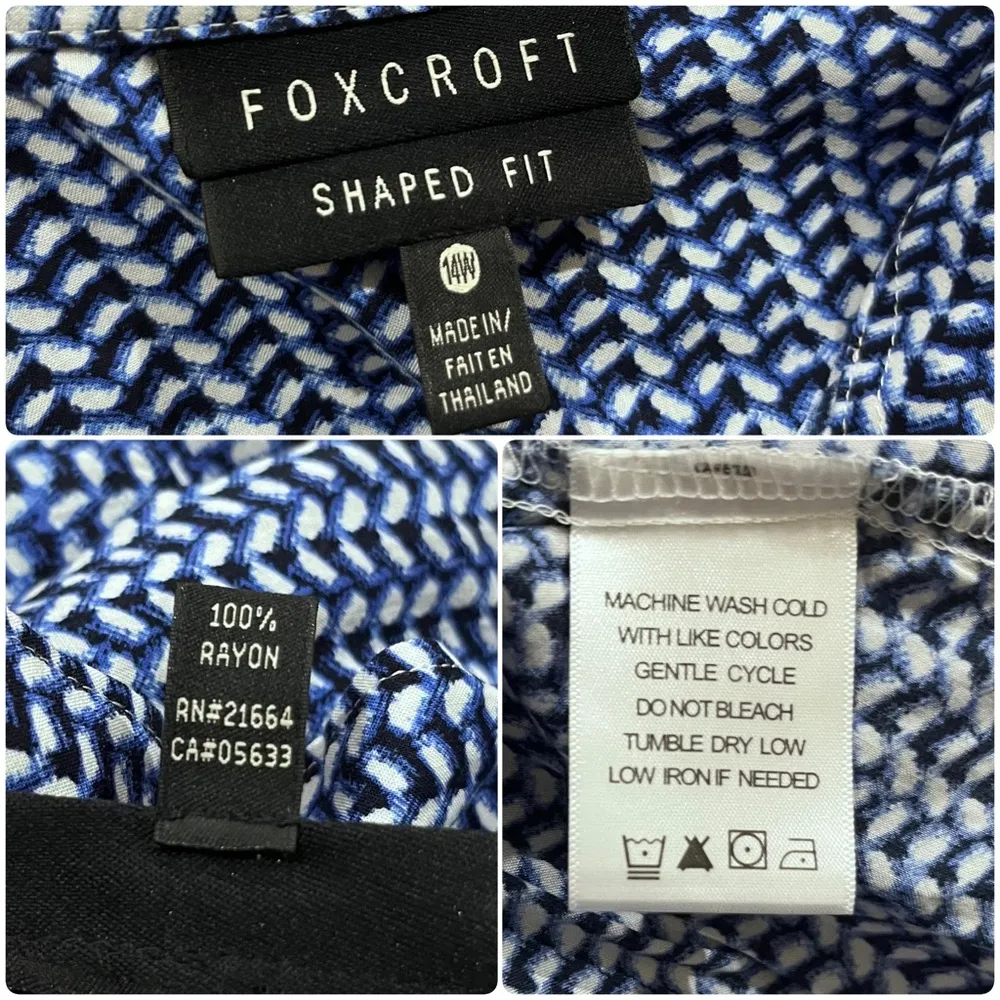 FOXCROFT
SHAPED FIT
14W
MADE IN/
FAIT EN
THAILAND
100%
RAYON
RN#21664
CA#05633
MACHINE WASH COLD
WITH LIKE COLORS
GENTLE CYCLE
DO NOT BLEACH
TUMBLE DRY LOW
LOW IRON IF NEEDED